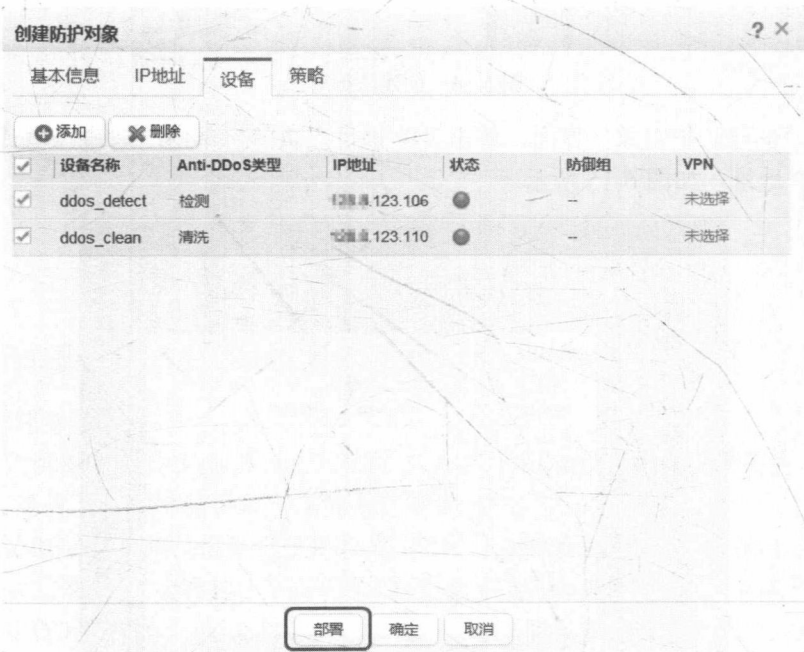 创建防护对象
? ×
基本信息 IP地址 设备 策略
添加 删除
设备名称 Anti-DDoS类型 IP地址 状态 防御组 VPN
ddos_detect 检测 .123.106 -- 未选择
ddos_clean 清洗 .123.110 -- 未选择
部署 确定 取消